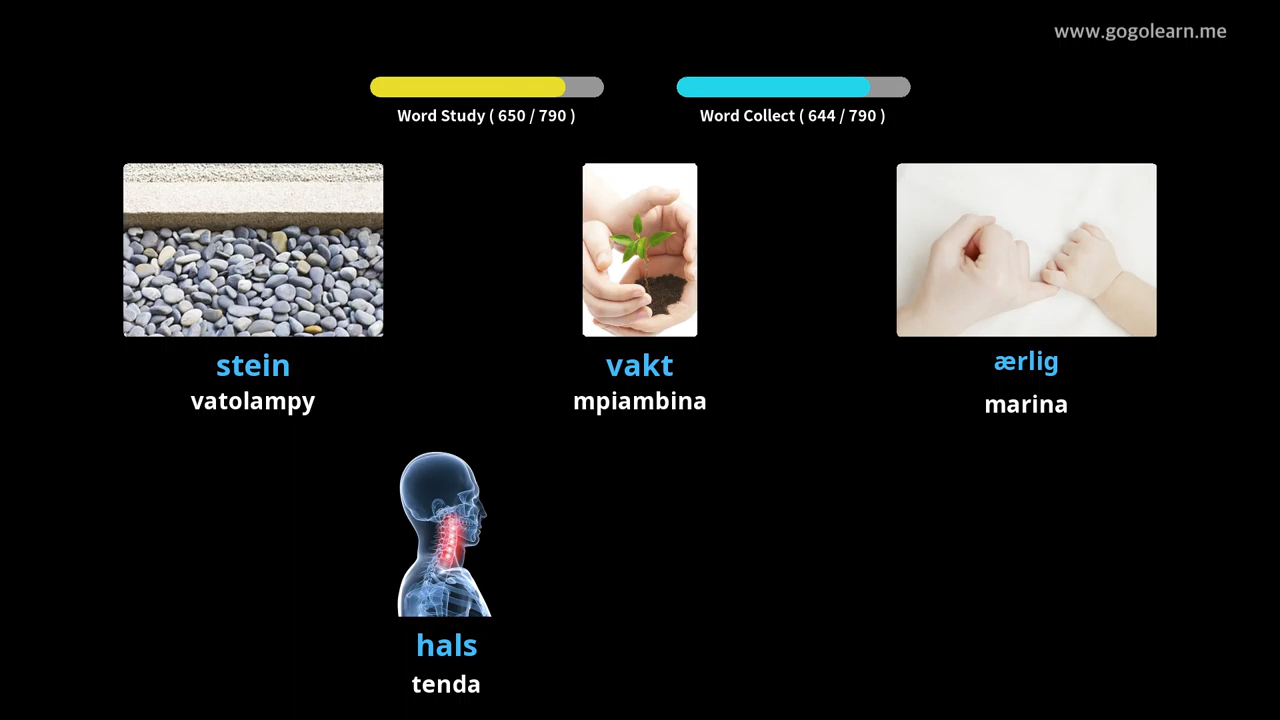 www.gogolearn.me
Word Study ( 650 / 790 )
Word Collect ( 644 / 790 )
stein
vatolampy
vakt
mpiambina
ærlig
marina
hals
tenda